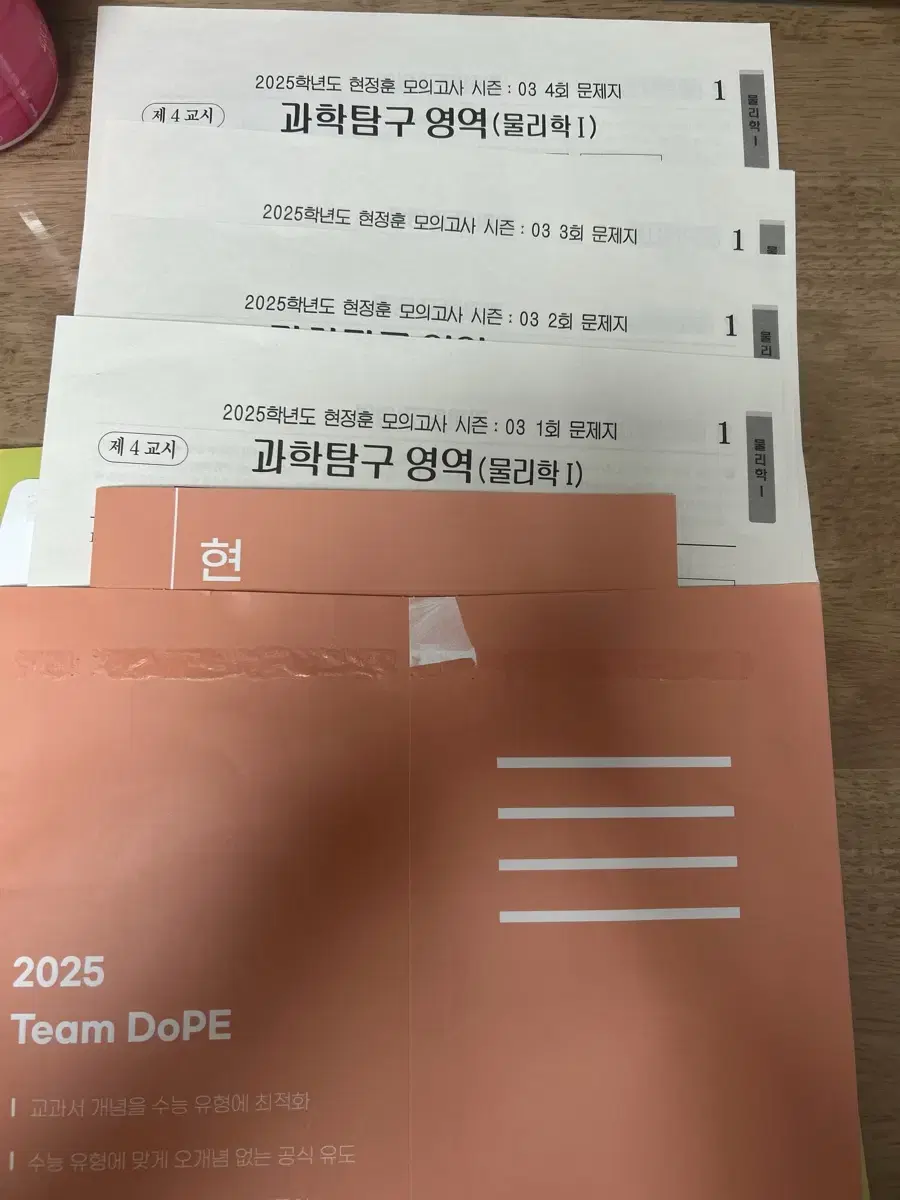 2025학년도 현정훈 모의고사 시즌 : 03 4회 문제지
1
제 4 교시
과학탐구 영역(물리학 I)
물리학 I
2025학년도 현정훈 모의고사 시즌 : 03 3회 문제지
1
2025학년도 현정훈 모의고사 시즌 : 03 2회 문제지
1
물리
2025학년도 현정훈 모의고사 시즌 : 03 1회 문제지
1
제 4 교시
과학탐구 영역(물리학 I)
물리학 I
현
2025
Team DoPE
교과서 개념을 수능 유형에 최적화
수능 유형에 맞게 오개념 없는 공식 유도